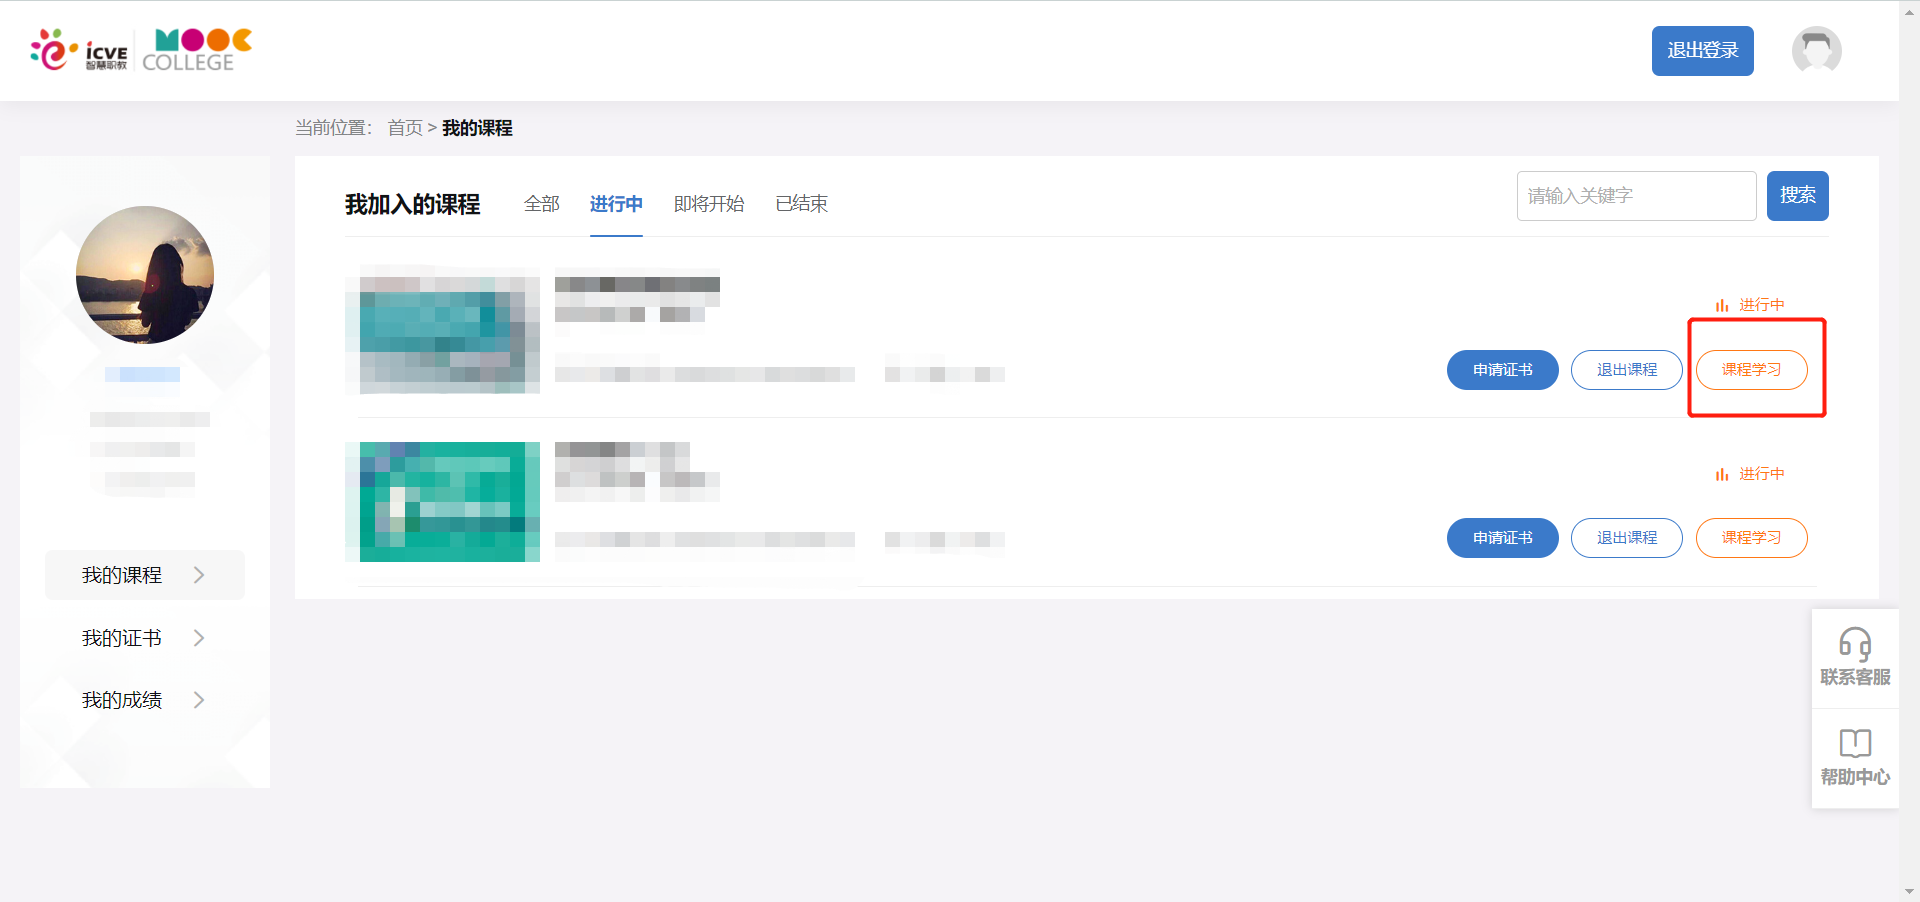 icve
智慧职教
MOOC
COLLEGE
退出登录
当前位置： 首页 > 我的课程
我加入的课程 全部 进行中 即将开始 已结束
请输入关键字 搜索
进行中
申请证书 退出课程 课程学习
进行中
申请证书 退出课程 课程学习
我的课程
我的证书
我的成绩
联系客服
帮助中心